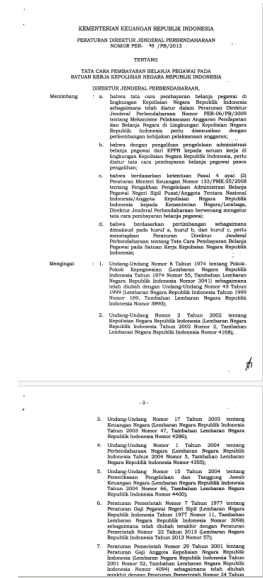 KEMENTERIAN KEUANGAN REPUBLIK INDONESIA
PERATURAN DIREKTUR JENDERAL PERBENDAHARAAN
NOMOR PER- 43 /PB/2013
TENTANG
TATA CARA PEMBAYARAN BELANJA PEGAWAI PADA
SATUAN KERJA KEPOLISIAN NEGARA REPUBLIK INDONESIA
DIREKTUR JENDERAL PERBENDAHARAAN,
Menimbang : a. bahwa tata cara pembayaran belanja pegawai di
lingkungan Kepolisian Negara Republik Indonesia
sebagaimana telah diatur dalam Peraturan Direktur
Jenderal Perbendaharaan Nomor PER-06/PB/2009
tentang Mekanisme Pelaksanaan Anggaran Pendapatan
dan Belanja Negara di Lingkungan Kepolisian Negara
Republik Indonesia perlu disesuaikan dengan
perkembangan kebijakan pelaksanaan anggaran;
b. bahwa dengan pengalihan pengelolaan administrasi
belanja pegawai dari KPPN kepada satuan kerja di
lingkungan Kepolisian Negara Republik Indonesia, perlu
diatur tata cara pembayaran belanja pegawai pasca
pengalihan;
c. bahwa berdasarkan ketentuan Pasal 4 ayat (2)
Peraturan Menteri Keuangan Nomor 133/PMK.05/2008
tentang Pengalihan Pengelolaan Administrasi Belanja
Pegawai Negeri Sipil Pusat/Anggota Tentara Nasional
Indonesia/Anggota Kepolisian Negara Republik
Indonesia kepada Kementerian Negara/Lembaga,
Direktur Jenderal Perbendaharaan berwenang mengatur
tata cara pembayaran belanja pegawai;
d. bahwa berdasarkan pertimbangan sebagaimana
dimaksud pada huruf a, huruf b, dan huruf c, perlu
menetapkan Peraturan Direktur Jenderal
Perbendaharaan tentang Tata Cara Pembayaran Belanja
Pegawai pada Satuan Kerja Kepolisian Negara Republik
Indonesia;
Mengingat : 1. Undang-Undang Nomor 8 Tahun 1974 tentang Pokok-
Pokok Kepegawaian (Lembaran Negara Republik
Indonesia Tahun 1974 Nomor 55, Tambahan Lembaran
Negara Republik Indonesia Nomor 3041) sebagaimana
telah diubah dengan Undang-Undang Nomor 43 Tahun
1999 (Lembaran Negara Republik Indonesia Tahun 1999
Nomor 169, Tambahan Lembaran Negara Republik
Indonesia Nomor 3890);
2. Undang-Undang Nomor 2 Tahun 2002 tentang
Kepolisian Negara Republik Indonesia (Lembaran Negara
Republik Indonesia Tahun 2002 Nomor 2, Tambahan
Lembaran Negara Republik Indonesia Nomor 4168);
- 2 -
3. Undang-Undang Nomor 17 Tahun 2003 tentang
Keuangan Negara (Lembaran Negara Republik Indonesia
Tahun 2003 Nomor 47, Tambahan Lembaran Negara
Republik Indonesia Nomor 4286);
4. Undang-Undang Nomor 1 Tahun 2004 tentang
Perbendaharaan Negara (Lembaran Negara Republik
Indonesia Tahun 2004 Nomor 5, Tambahan Lembaran
Negara Republik Indonesia Nomor 4355);
5. Undang-Undang Nomor 15 Tahun 2004 tentang
Pemeriksaan Pengelolaan dan Tanggung Jawab
Keuangan Negara (Lembaran Negara Republik Indonesia
Tahun 2004 Nomor 66, Tambahan Lembaran Negara
Republik Indonesia Nomor 4400);
6. Peraturan Pemerintah Nomor 7 Tahun 1977 tentang
Peraturan Gaji Pegawai Negeri Sipil (Lembaran Negara
Republik Indonesia Tahun 1977 Nomor 11, Tambahan
Lembaran Negara Republik Indonesia Nomor 3098)
sebagaimana telah diubah terakhir dengan Peraturan
Pemerintah Nomor 22 Tahun 2013 (Lembaran Negara
Republik Indonesia Tahun 2013 Nomor 57);
7. Peraturan Pemerintah Nomor 29 Tahun 2001 tentang
Peraturan Gaji Anggota Kepolisian Negara Republik
Indonesia (Lembaran Negara Republik Indonesia Tahun
2001 Nomor 52, Tambahan Lembaran Negara Republik
Indonesia Nomor 4094) sebagaimana telah diubah
terakhir dengan Peraturan Pemerintah Nomor 24 Tahun